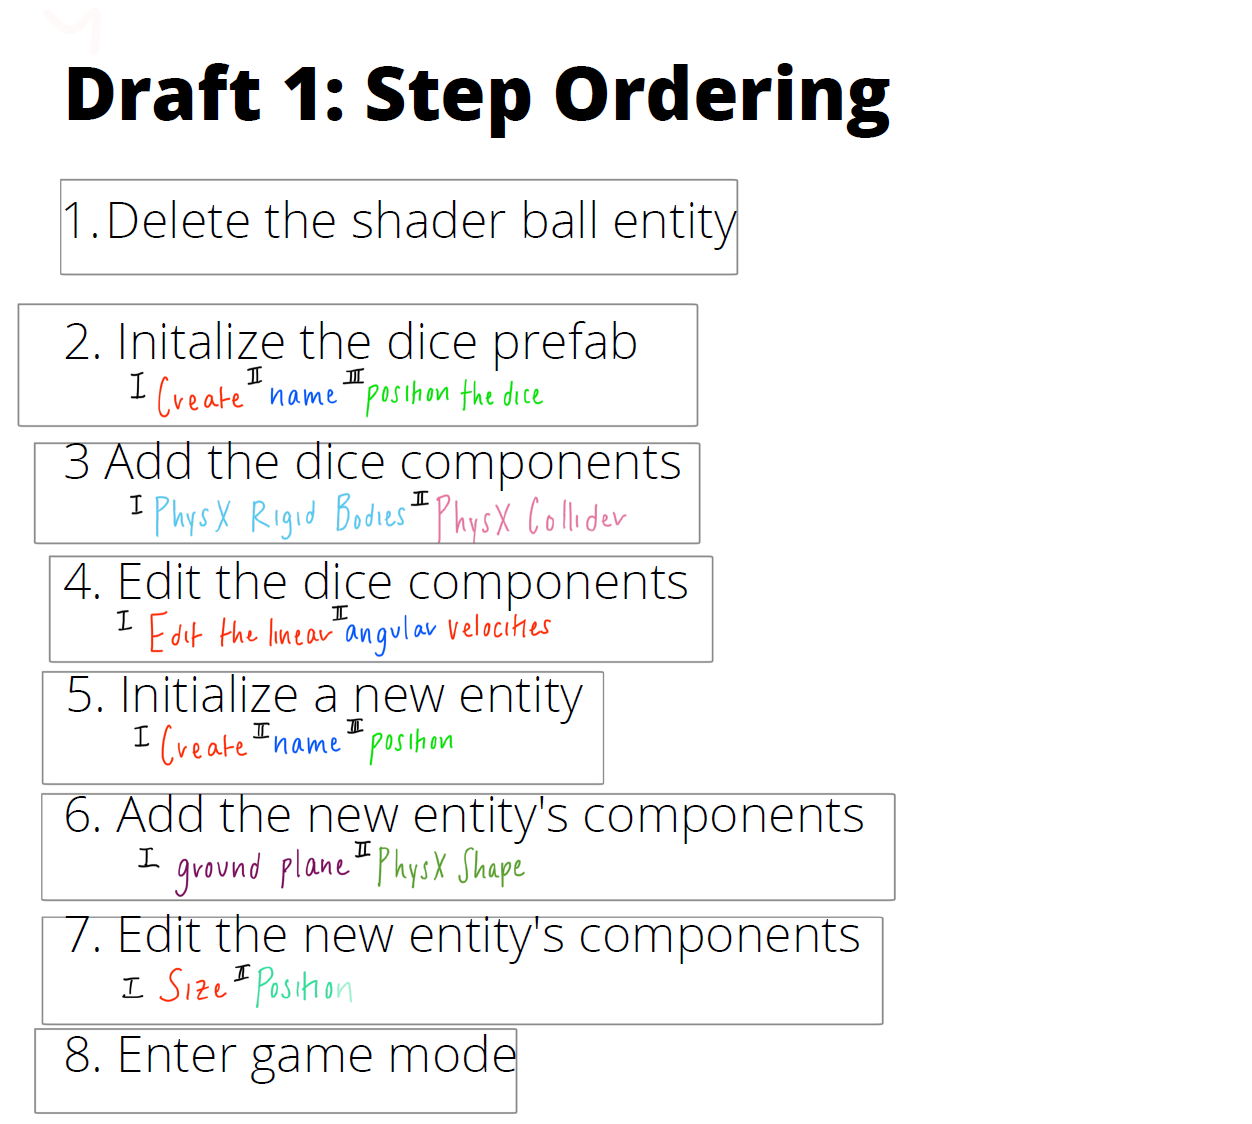 Draft 1: Step Ordering
1. Delete the shader ball entity
2. Initalize the dice prefab
I Create II name III position the dice
3 Add the dice components
I PhysX Rigid Bodies II PhysX Collider
4. Edit the dice components
I Edit the linear II angular velocities
5. Initialize a new entity
I Create II name III position
6. Add the new entity's components
I ground plane II PhysX Shape
7. Edit the new entity's components
I Size II Position
8. Enter game mode